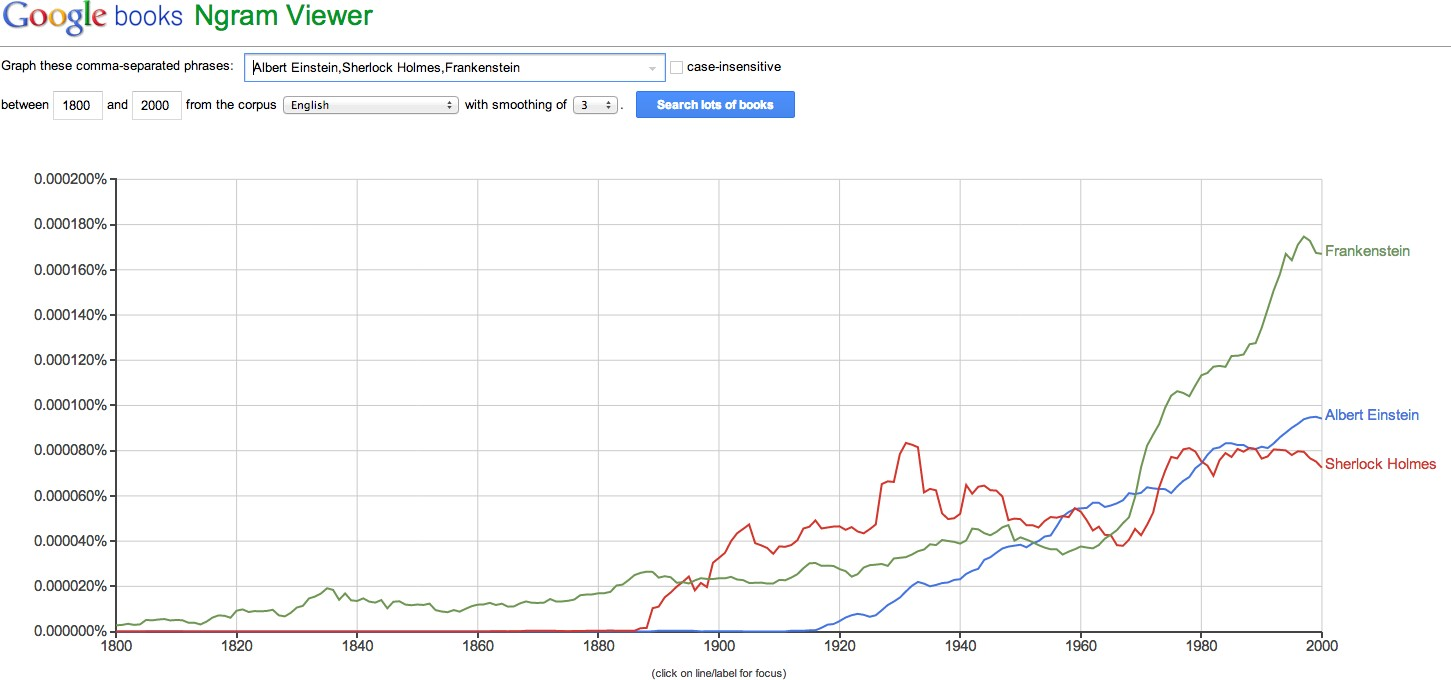 Google books Ngram Viewer
Graph these comma-separated phrases: Albert Einstein,Sherlock Holmes,Frankenstein case-insensitive
between 1800 and 2000 from the corpus English with smoothing of 3 . Search lots of books
0.000200%
0.000180%
0.000160%
0.000140%
0.000120%
0.000100%
0.000080%
0.000060%
0.000040%
0.000020%
0.000000%
Frankenstein
Albert Einstein
Sherlock Holmes
1800 1820 1840 1860 1880 1900 1920 1940 1960 1980 2000
(click on line/label for focus)